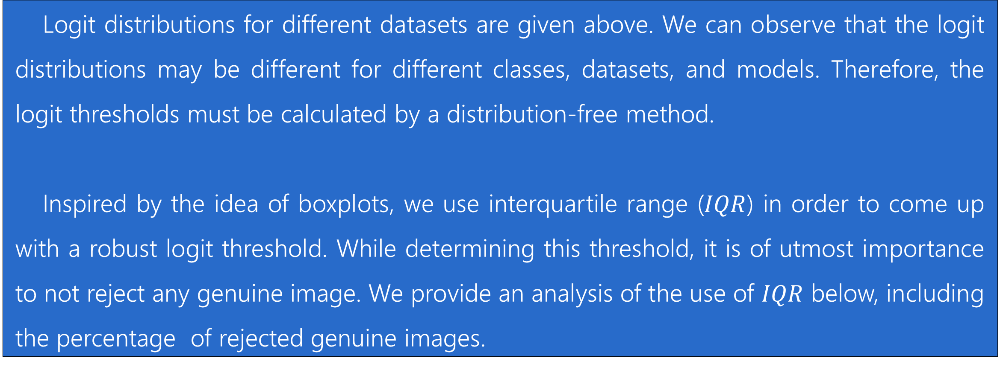 Logit distributions for different datasets are given above. We can observe that the logit
distributions may be different for different classes, datasets, and models. Therefore, the
logit thresholds must be calculated by a distribution-free method.
Inspired by the idea of boxplots, we use interquartile range (IQR) in order to come up
with a robust logit threshold. While determining this threshold, it is of utmost importance
to not reject any genuine image. We provide an analysis of the use of IQR below, including
the percentage  of rejected genuine images.